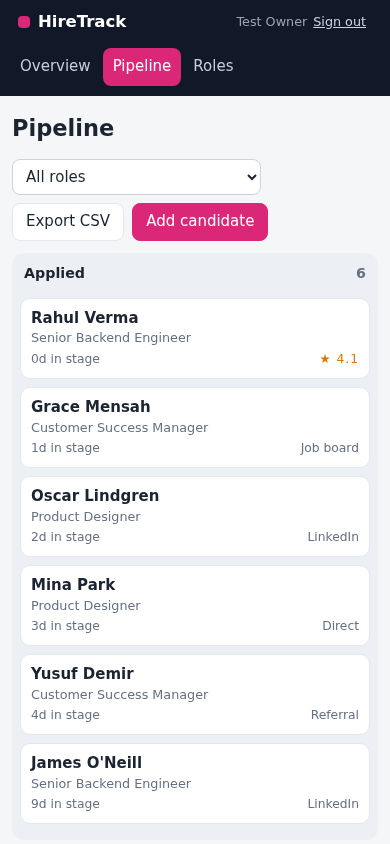 HireTrack
Test Owner Sign out
Overview Pipeline Roles
Pipeline
All roles
Export CSV Add candidate
Applied 6
Rahul Verma
Senior Backend Engineer
0d in stage ★ 4.1
Grace Mensah
Customer Success Manager
1d in stage Job board
Oscar Lindgren
Product Designer
2d in stage LinkedIn
Mina Park
Product Designer
3d in stage Direct
Yusuf Demir
Customer Success Manager
4d in stage Referral
James O'Neill
Senior Backend Engineer
9d in stage LinkedIn